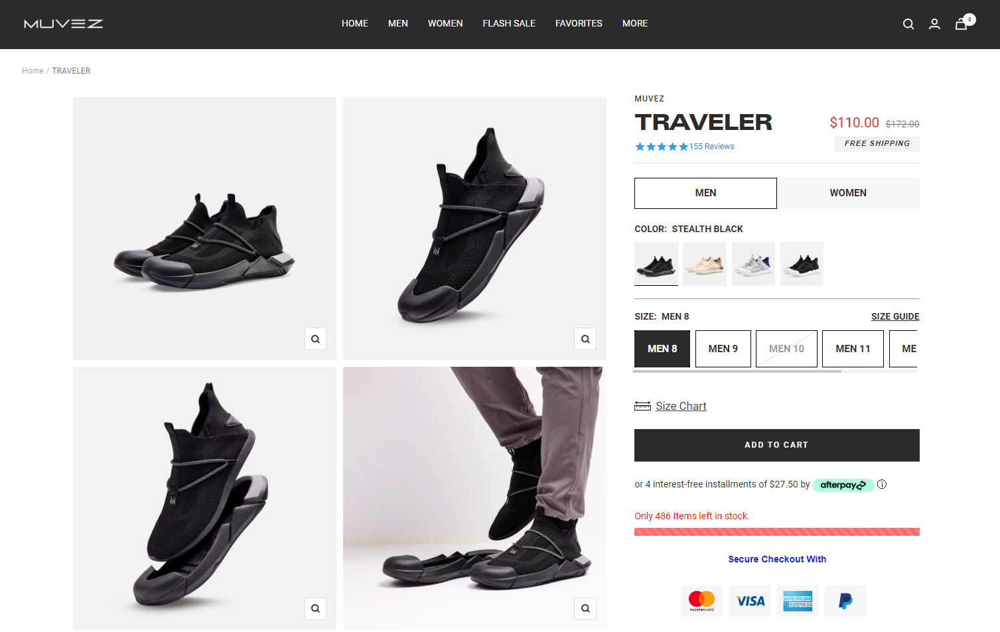 MUVEZ
HOME MEN WOMEN FLASH SALE FAVORITES MORE
0
Home / TRAVELER
MUVEZ
TRAVELER
$110.00 $172.00
155 Reviews
FREE SHIPPING
MEN WOMEN
COLOR: STEALTH BLACK
SIZE: MEN 8
SIZE GUIDE
MEN 8 MEN 9 MEN 10 MEN 11 ME
Size Chart
ADD TO CART
or 4 interest-free installments of $27.50 by afterpay
Only 486 Items left in stock.
Secure Checkout With
mastercard VISA AMERICAN EXPRESS